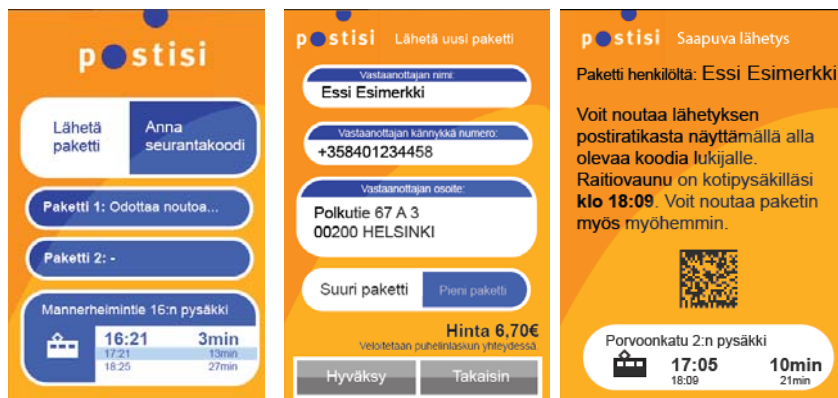 postisi
Lähetä
paketti
Anna
seurantakoodi
Paketti 1: Odottaa noutoa...
Paketti 2: -
Mannerheimintie 16:n pysäkki
16:21 3min
17:21 13min
18:25 27min
postisi Lähetä uusi paketti
Vastaanottajan nimi:
Essi Esimerkki
Vastaanottajan kännykkä numero:
+358401234458
Vastaanottajan osoite:
Polkutie 67 A 3
00200 HELSINKI
Suuri paketti Pieni paketti
Hinta 6,70€
Veloitetaan puhelinlaskun yhteydessä.
Hyväksy Takaisin
postisi Saapuva lähetys
Paketti henkilöltä: Essi Esimerkki
Voit noutaa lähetyksen
postiratikasta näyttämällä alla
olevaa koodia lukijalle.
Raitiovaunu on kotipysäkilläsi
klo 18:09. Voit noutaa paketin
myös myöhemmin.
Porvoonkatu 2:n pysäkki
17:05 10min
18:09 21min